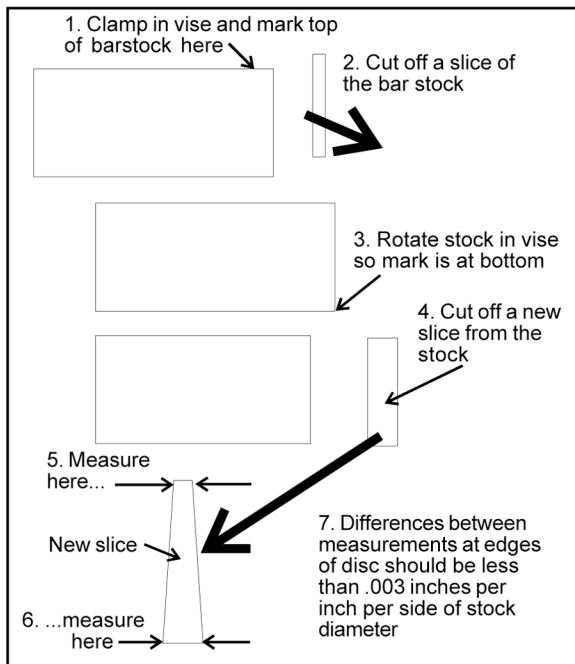 1. Clamp in vise and mark top
of barstock here
2. Cut off a slice of
the bar stock
3. Rotate stock in vise
so mark is at bottom
4. Cut off a new
slice from the
stock
5. Measure
here...
New slice
6. ...measure
here
7. Differences between
measurements at edges
of disc should be less
than .003 inches per
inch per side of stock
diameter